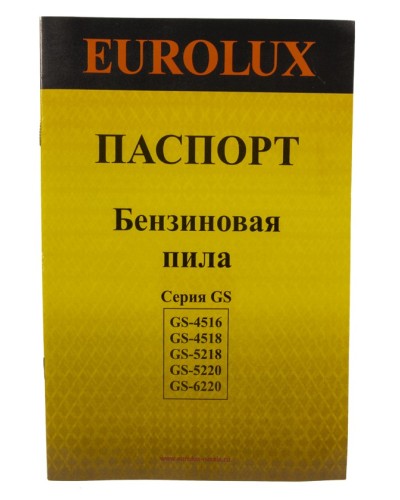 EUROLUX
ПАСПОРТ
Бензиновая
пила
Серия GS
GS-4516
GS-4518
GS-5218
GS-5220
GS-6220